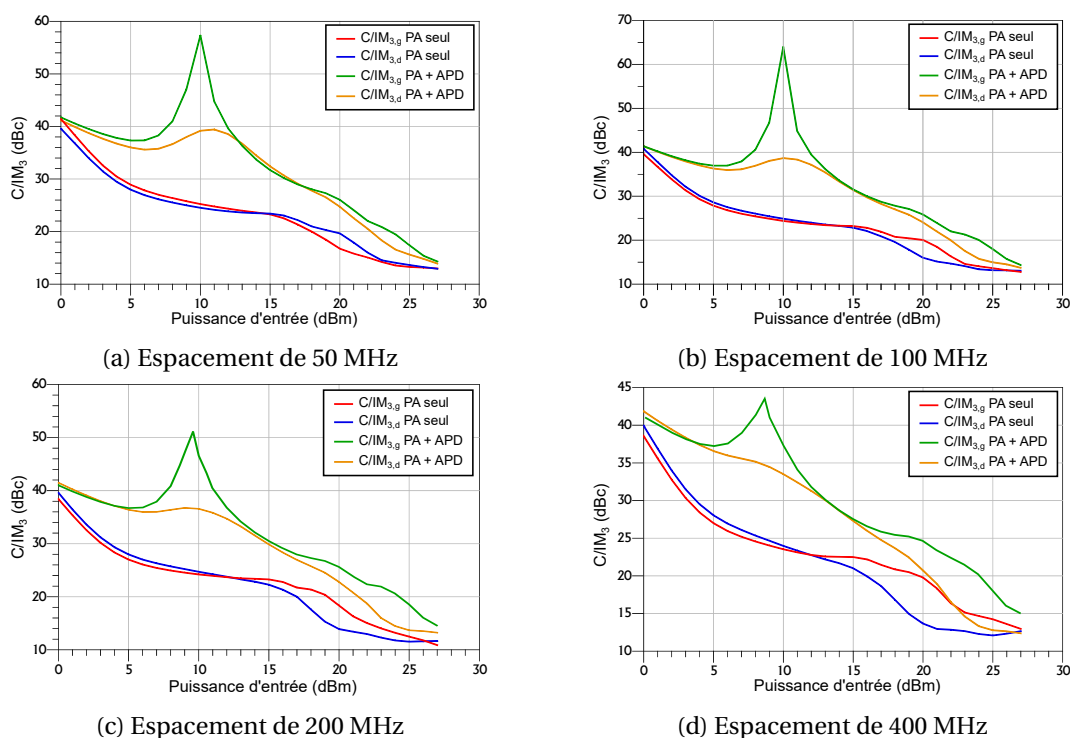 60
50
40
30
20
10
C/IM3 (dBc)
C/IM3,g PA seul
C/IM3,d PA seul
C/IM3,g PA + APD
C/IM3,d PA + APD
0 5 10 15 20 25 30
Puissance d'entrée (dBm)
(a) Espacement de 50 MHz
70
60
50
40
30
20
10
C/IM3 (dBc)
C/IM3,g PA seul
C/IM3,d PA seul
C/IM3,g PA + APD
C/IM3,d PA + APD
0 5 10 15 20 25 30
Puissance d'entrée (dBm)
(b) Espacement de 100 MHz
60
50
40
30
20
10
C/IM3 (dBc)
C/IM3,g PA seul
C/IM3,d PA seul
C/IM3,g PA + APD
C/IM3,d PA + APD
0 5 10 15 20 25 30
Puissance d'entrée (dBm)
(c) Espacement de 200 MHz
45
40
35
30
25
20
15
10
C/IM3 (dBc)
C/IM3,g PA seul
C/IM3,d PA seul
C/IM3,g PA + APD
C/IM3,d PA + APD
0 5 10 15 20 25 30
Puissance d'entrée (dBm)
(d) Espacement de 400 MHz